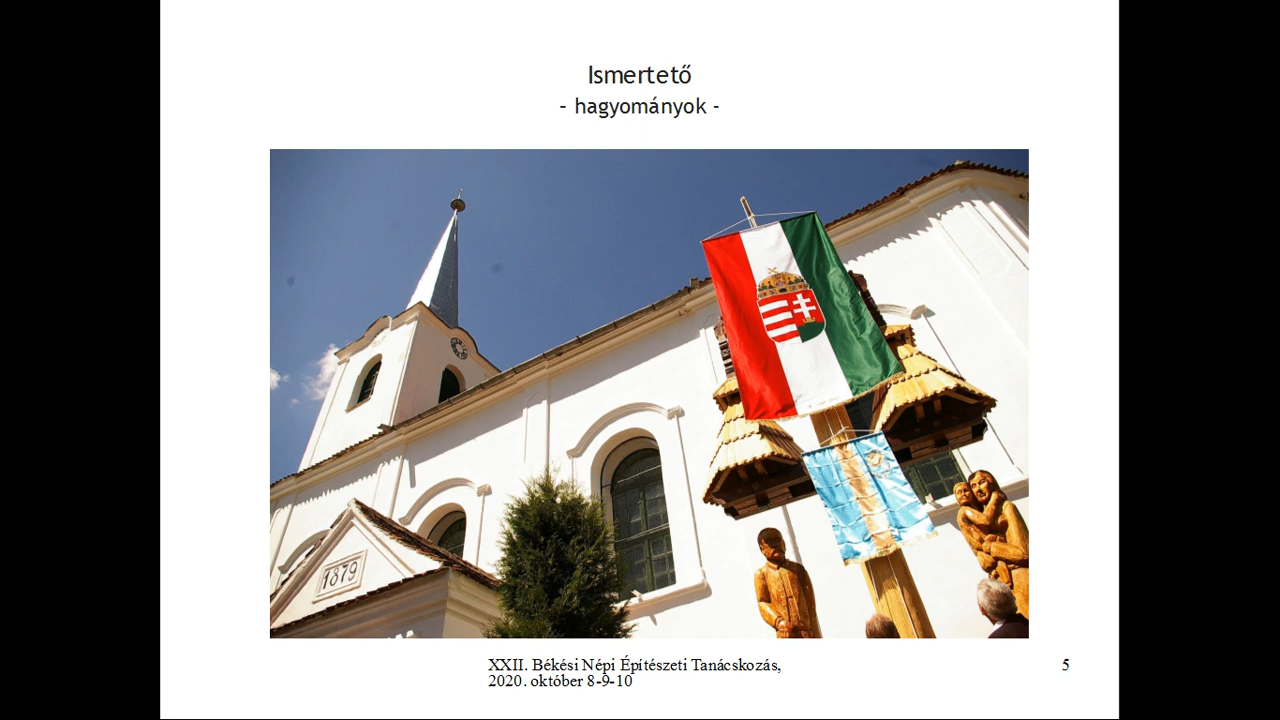 Ismertető
- hagyományok -
1879
XXII. Békési Népi Építészeti Tanácskozás,
2020. október 8-9-10
5